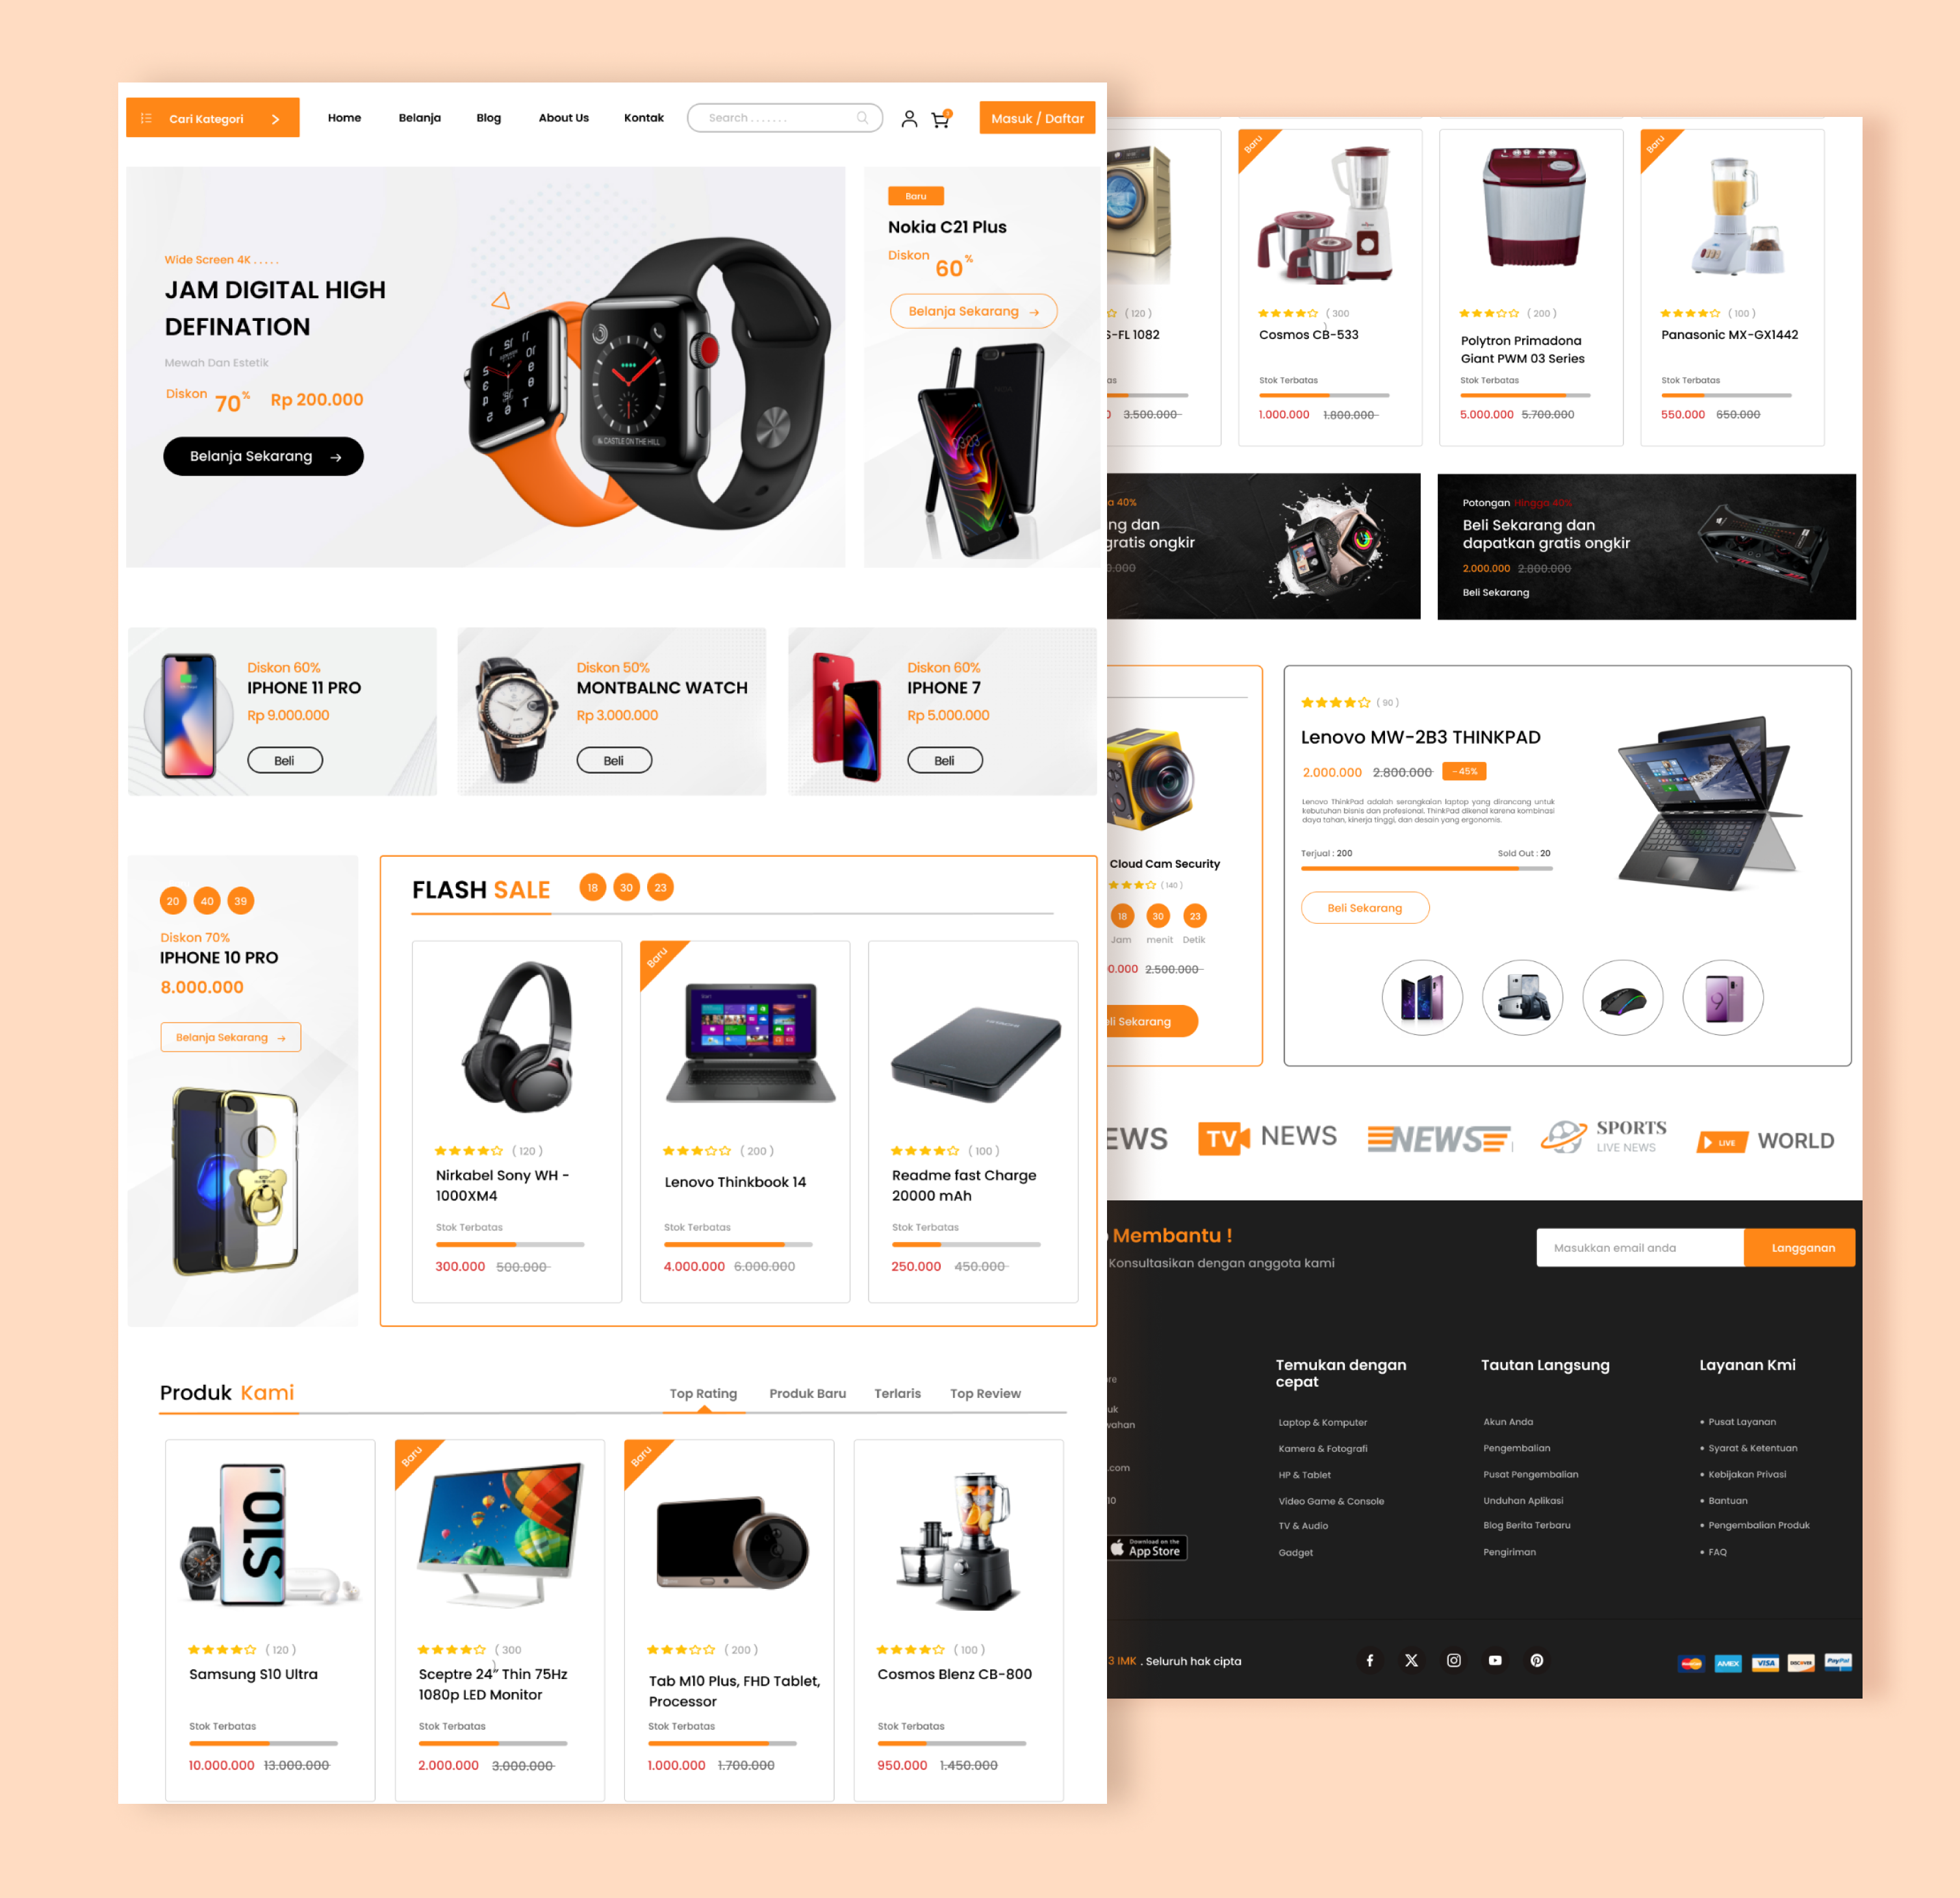 Cari Kategori
Home
Belanja
Blog
About Us
Kontak
Search . . . . . . .
Masuk / Daftar
Wide Screen 4K . . . . .
JAM DIGITAL HIGH
DEFINATION
Mewah Dan Estetik
Diskon 70% Rp 200.000
Belanja Sekarang →
Baru
Nokia C21 Plus
Diskon 60%
Belanja Sekarang →
Diskon 60%
IPHONE 11 PRO
Rp 9.000.000
Beli
Diskon 50%
MONTBALNC WATCH
Rp 3.000.000
Beli
Diskon 60%
IPHONE 7
Rp 5.000.000
Beli
20 40 39
Diskon 70%
IPHONE 10 PRO
8.000.000
Belanja Sekarang →
FLASH SALE 18 30 23
( 120 )
Nirkabel Sony WH -
1000XM4
Stok Terbatas
300.000 500.000
Baru
( 200 )
Lenovo Thinkbook 14
Stok Terbatas
4.000.000 6.000.000
( 100 )
Readme fast Charge
20000 mAh
Stok Terbatas
250.000 450.000
Produk Kami
Top Rating
Produk Baru
Terlaris
Top Review
S10
( 120 )
Samsung S10 Ultra
Stok Terbatas
10.000.000 13.000.000
Baru
( 300
)
Sceptre 24” Thin 75Hz
1080p LED Monitor
Stok Terbatas
2.000.000 3.000.000
Baru
( 200 )
Tab M10 Plus, FHD Tablet,
Processor
Stok Terbatas
1.000.000 1.700.000
( 100 )
Cosmos Blenz CB-800
Stok Terbatas
950.000 1.450.000
( 120 )
S-FL 1082
as
3.500.000
Baru
( 300
)
Cosmos CB-533
Stok Terbatas
1.000.000 1.800.000
( 200 )
Polytron Primadona
Giant PWM 03 Series
Stok Terbatas
5.000.000 5.700.000
Baru
( 100 )
Panasonic MX-GX1442
Stok Terbatas
550.000 650.000
a 40%
ng dan
gratis ongkir
0.000
Potongan Hingga 40%
Beli Sekarang dan
dapatkan gratis ongkir
2.000.000 2.800.000
Beli Sekarang
Cloud Cam Security
( 140 )
18 30 23
Jam menit Detik
0.000 2.500.000
eli Sekarang
( 90 )
Lenovo MW-2B3 THINKPAD
2.000.000 2.800.000 -45%
Lenovo ThinkPad adalah serangkaian laptop yang dirancang untuk
kebutuhan bisnis dan profesional. ThinkPad dikenal karena kombinasi
daya tahan, kinerja tinggi, dan desain yang ergonomis.
Terjual : 200 Sold Out : 20
Beli Sekarang
EWS
TV NEWS
NEWS
SPORTS
LIVE NEWS
LIVE WORLD
Membantu !
Konsultasikan dengan anggota kami
Masukkan email anda
Langganan
re
uk
wahan
.com
10
Download on the
App Store
Temukan dengan
cepat
Laptop & Komputer
Kamera & Fotografi
HP & Tablet
Video Game & Console
TV & Audio
Gadget
Tautan Langsung
Akun Anda
Pengembalian
Pusat Pengembalian
Unduhan Aplikasi
Blog Berita Terbaru
Pengiriman
Layanan Kmi
• Pusat Layanan
• Syarat & Ketentuan
• Kebijakan Privasi
• Bantuan
• Pengembalian Produk
• FAQ
3 IMK . Seluruh hak cipta
AMEX
VISA
DISCOVER
PayPal